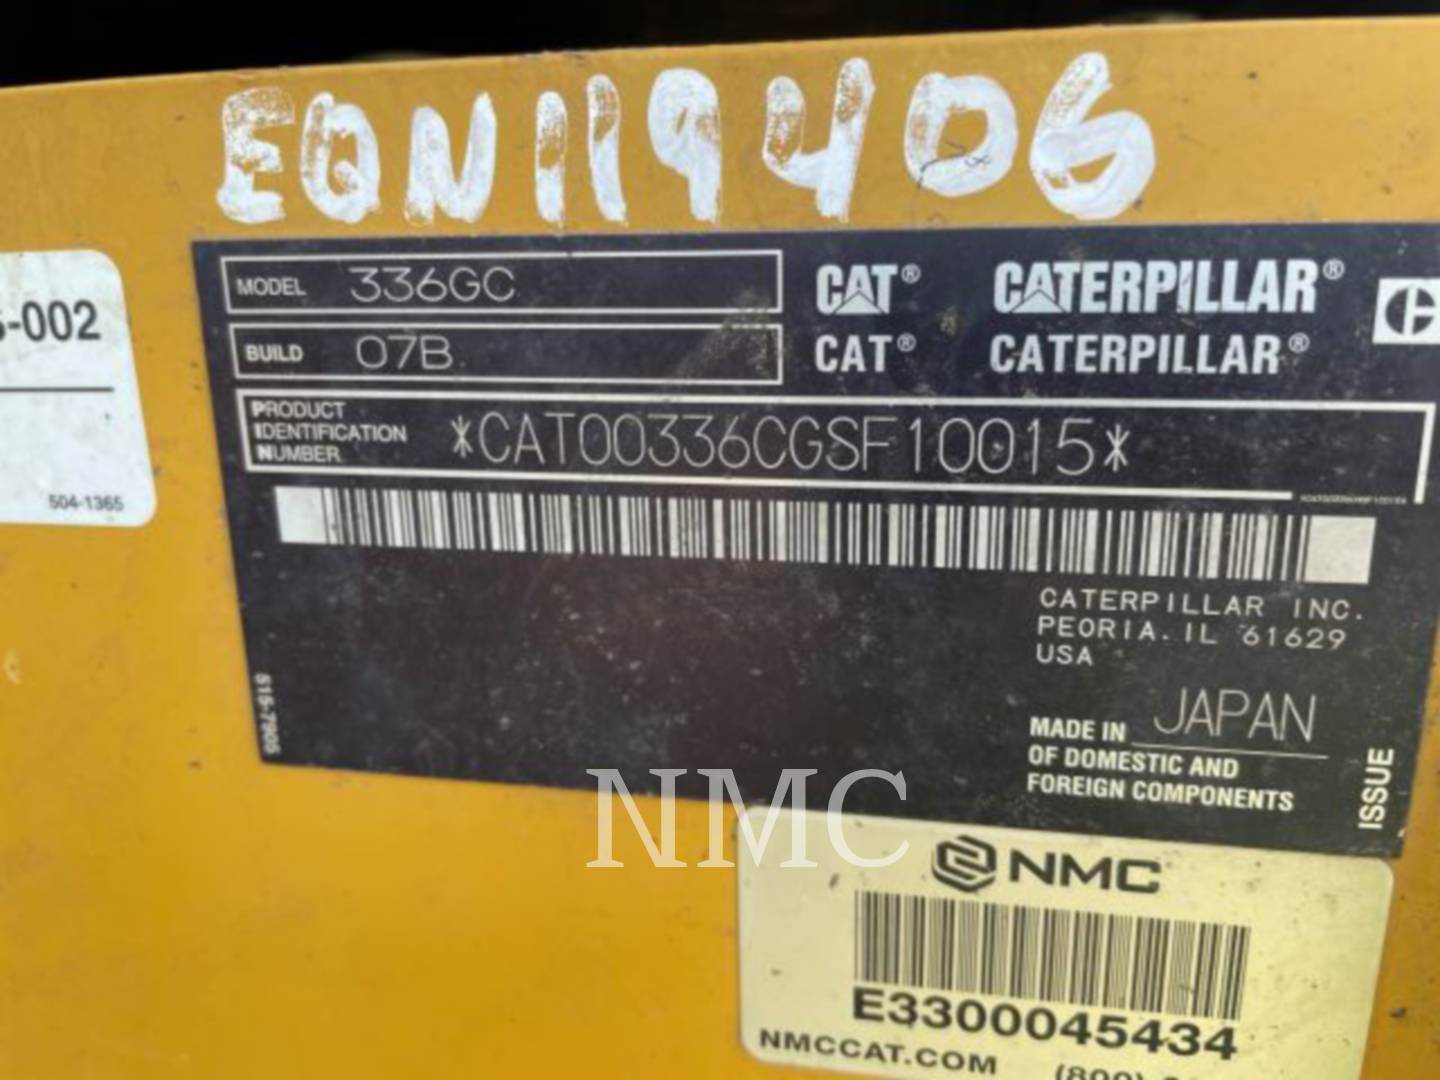 EQN119406
-002
504-1365
MODEL 336GC
BUILD 07B
CAT® CATERPILLAR®
CAT® CATERPILLAR®
PRODUCT IDENTIFICATION NUMBER *CAT00336CGSF10015*
CATERPILLAR INC.
PEORIA. IL 61629
USA
MADE IN JAPAN
OF DOMESTIC AND
FOREIGN COMPONENTS
ISSUE
515-7905
NMC
NMC
E3300045434
NMCCAT.COM (800)